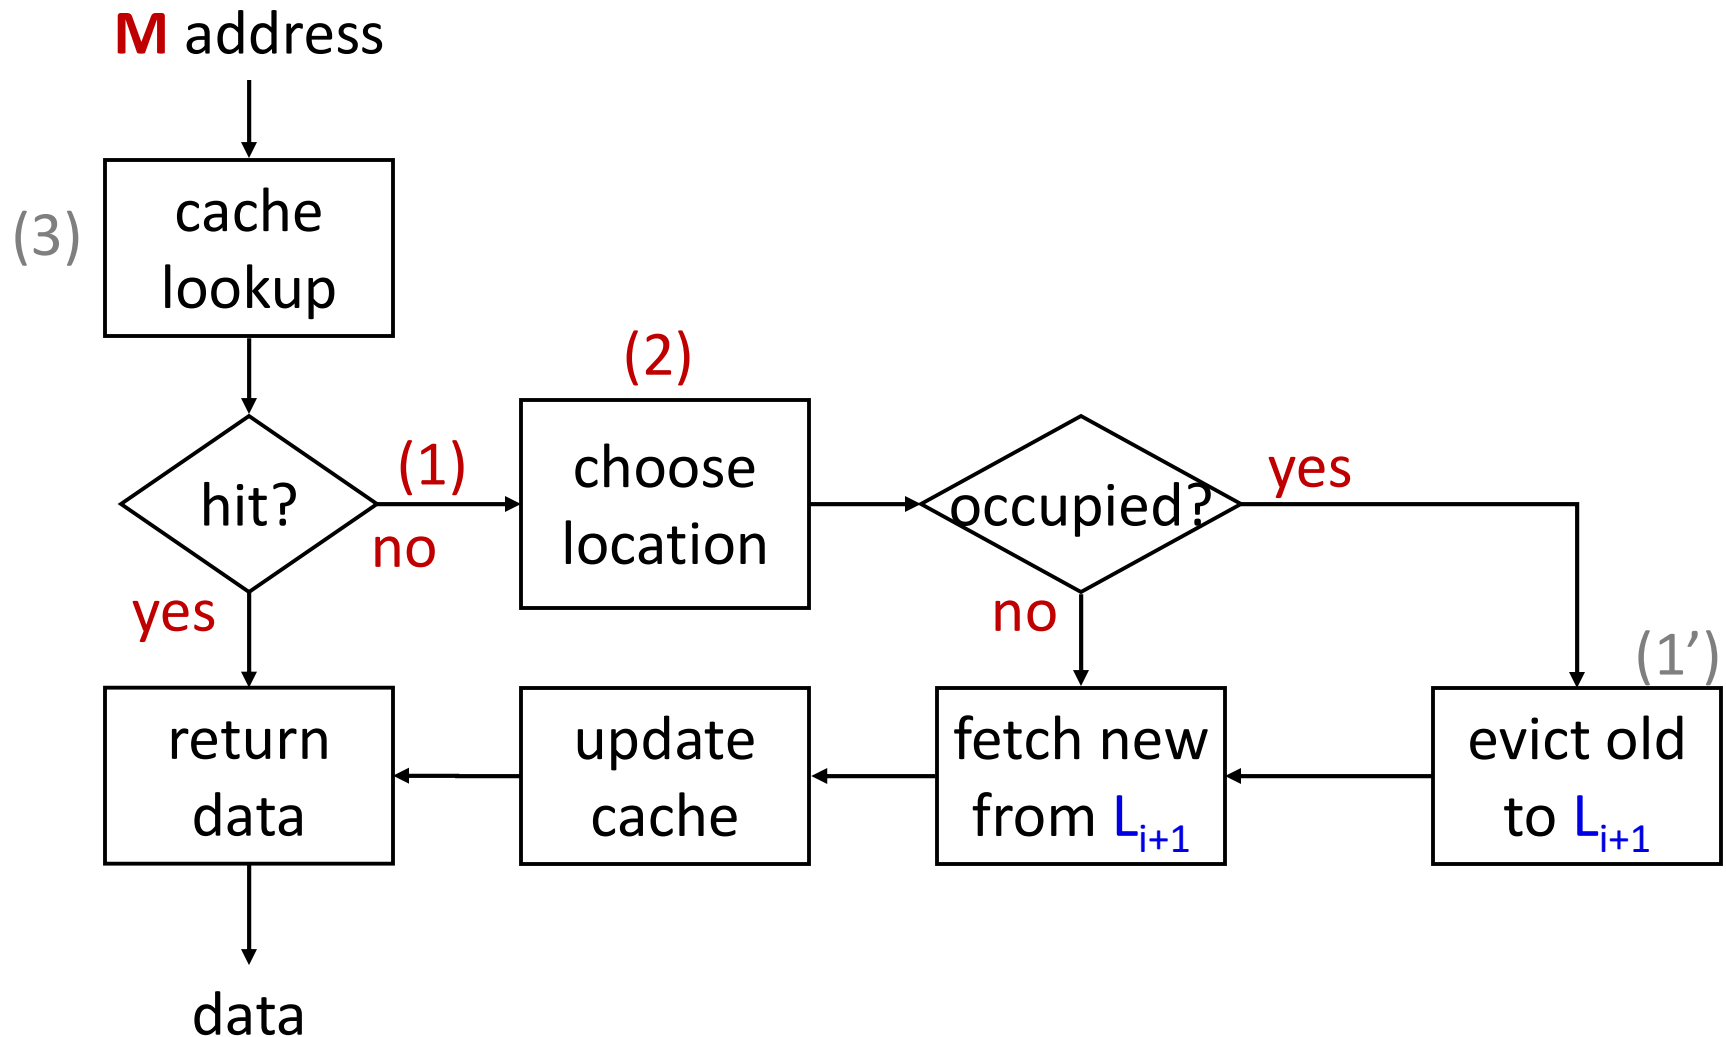 M address
(3)
cache
lookup
(2)
hit?
(1)
no
choose
location
occupied?
yes
yes
no
(1’)
return
data
update
cache
fetch new
from Li+1
evict old
to Li+1
data